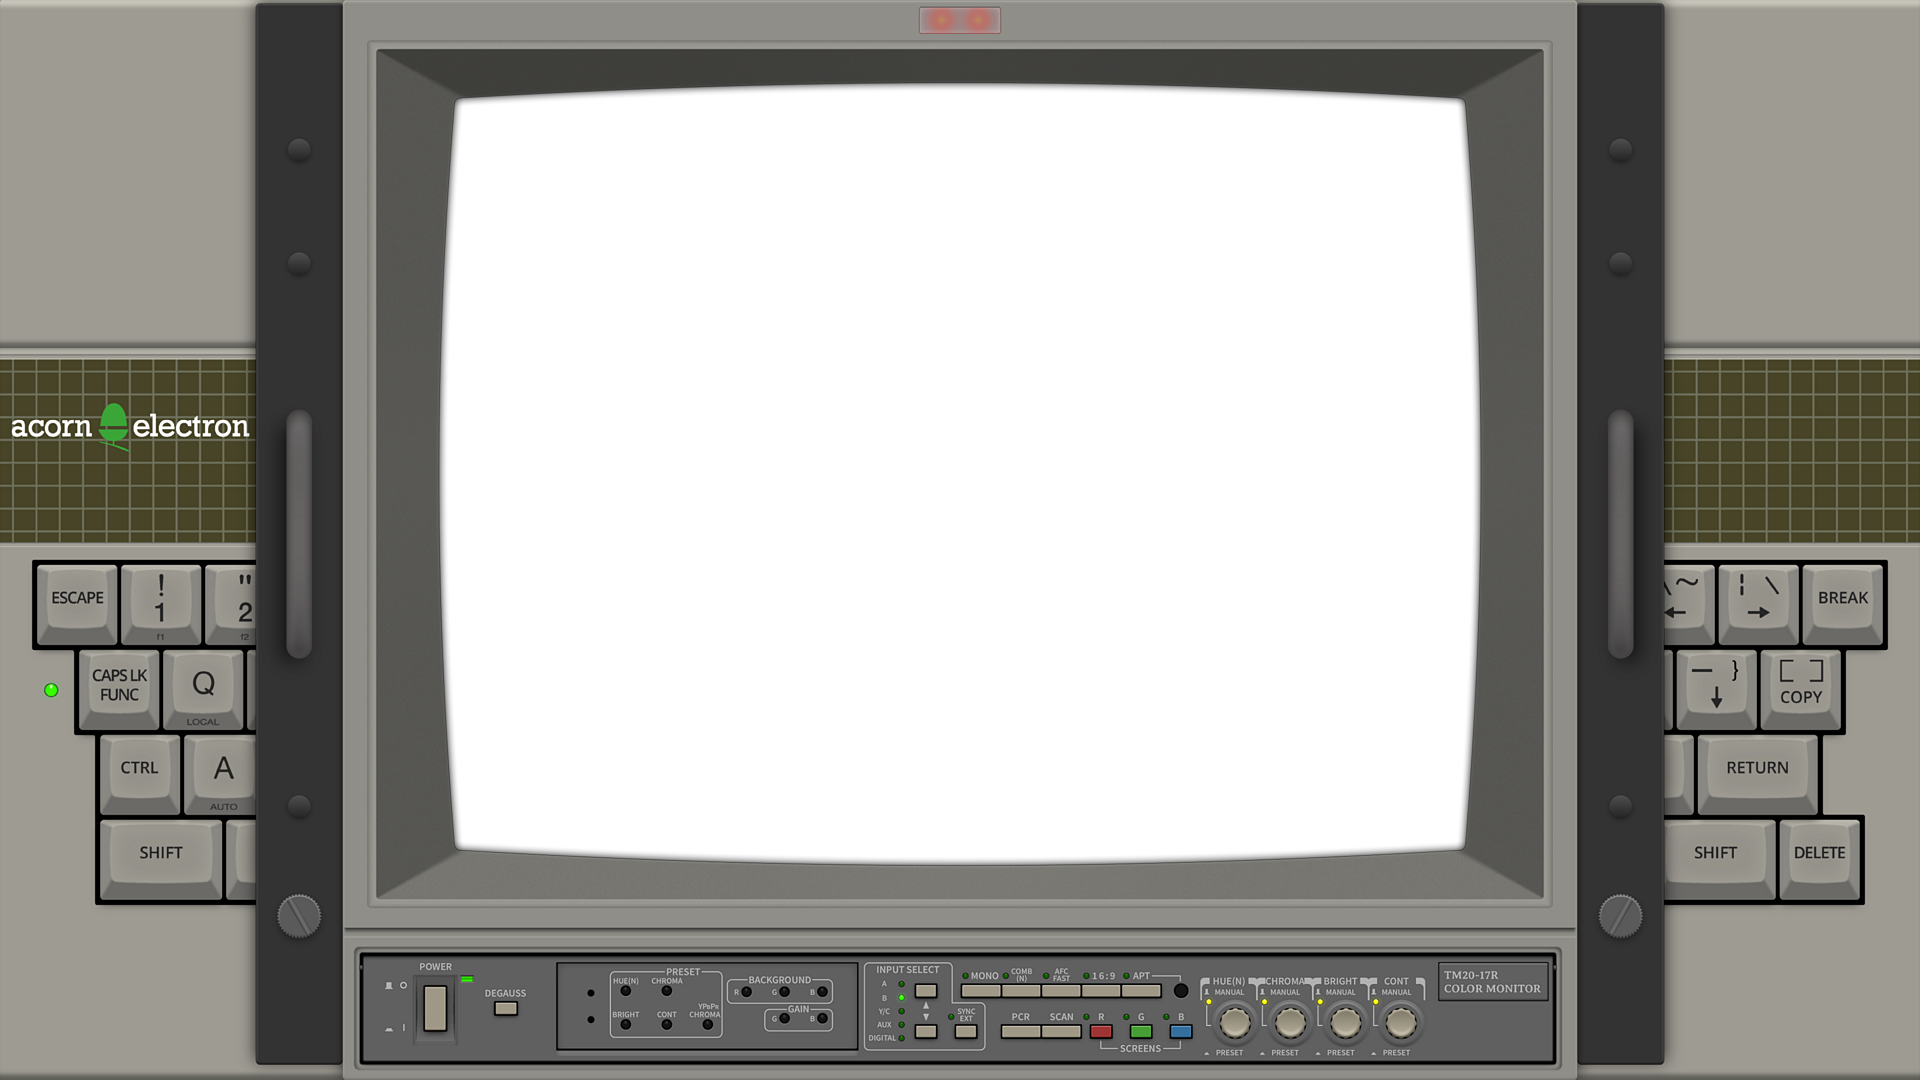 acorn electron
ESCAPE
!
1
f1
"
2
f2
~
←
¦ \
→
BREAK
CAPS LK
FUNC
Q
LOCAL
— }
↓
[ ]
COPY
CTRL
A
AUTO
RETURN
SHIFT
SHIFT
DELETE
POWER
DEGAUSS
PRESET
HUE(N)
CHROMA
BRIGHT
CONT
YPBPR
CHROMA
BACKGROUND
R
G
B
GAIN
G
B
INPUT SELECT
A
B
Y/C
AUX
DIGITAL
SYNC
EXT
MONO
COMB
(N)
AFC
FAST
16:9
APT
PCR
SCAN
R
G
B
SCREENS
HUE(N)
CHROMA
BRIGHT
CONT
MANUAL
MANUAL
MANUAL
MANUAL
PRESET
PRESET
PRESET
PRESET
TM20-17R
COLOR MONITOR